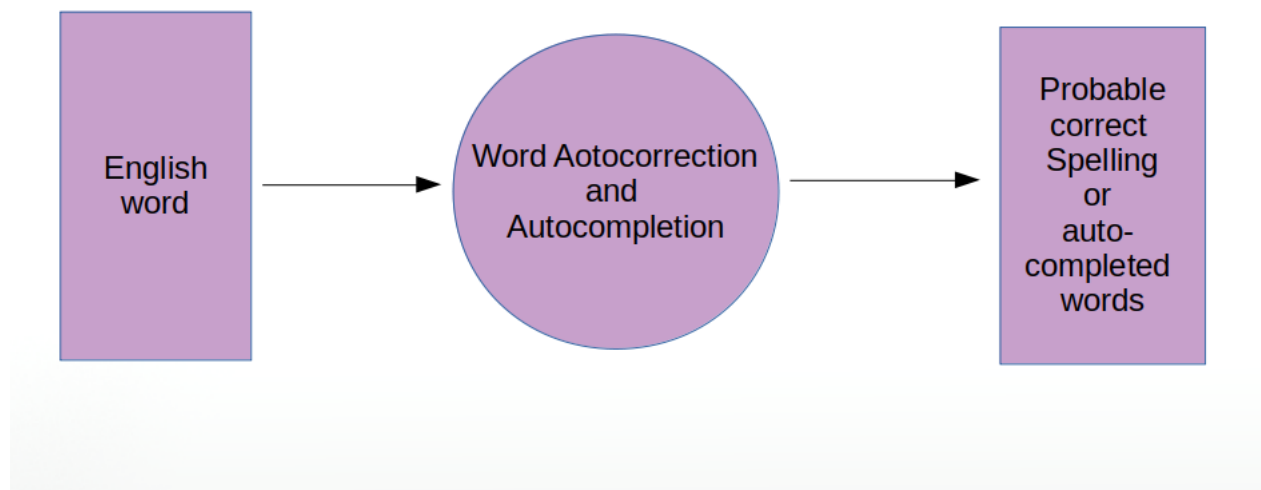 English
word
Word Aotocorrection
and
Autocompletion
Probable
correct
Spelling
or
auto-
completed
words